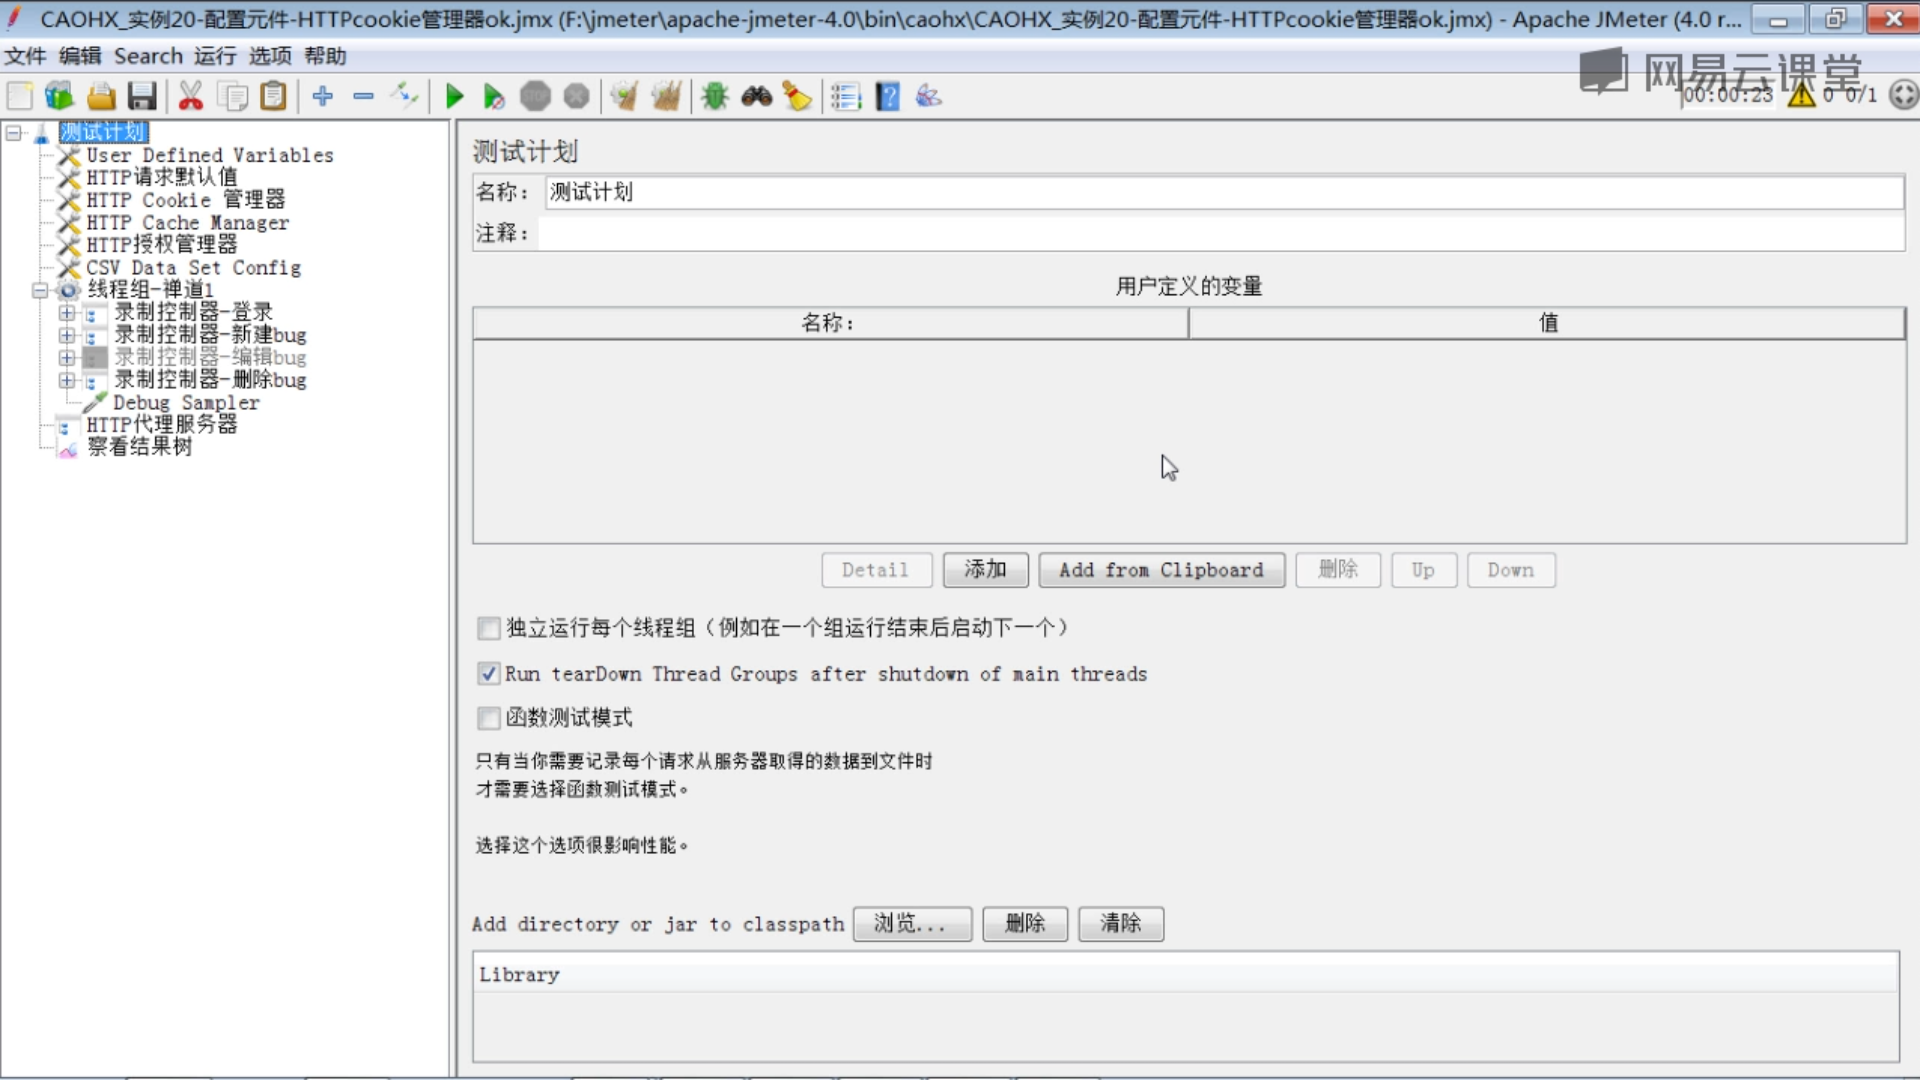 CAOHX_实例20-配置元件-HTTPcookie管理器ok.jmx (F:\jmeter\apache-jmeter-4.0\bin\caohx\CAOHX_实例20-配置元件-HTTPcookie管理器ok.jmx) - Apache JMeter (4.0 r...
文件 编辑 Search 运行 选项 帮助
网易云课堂
00:00:23 0 0/1
测试计划
User Defined Variables
HTTP请求默认值
HTTP Cookie 管理器
HTTP Cache Manager
HTTP授权管理器
CSV Data Set Config
线程组-禅道1
录制控制器-登录
录制控制器-新建bug
录制控制器-编辑bug
录制控制器-删除bug
Debug Sampler
HTTP代理服务器
察看结果树
测试计划
名称： 测试计划
注释：
用户定义的变量
名称： 值
Detail 添加 Add from Clipboard 删除 Up Down
独立运行每个线程组（例如在一个组运行结束后启动下一个）
Run tearDown Thread Groups after shutdown of main threads
函数测试模式
只有当你需要记录每个请求从服务器取得的数据到文件时
才需要选择函数测试模式。
选择这个选项很影响性能。
Add directory or jar to classpath 浏览... 删除 清除
Library